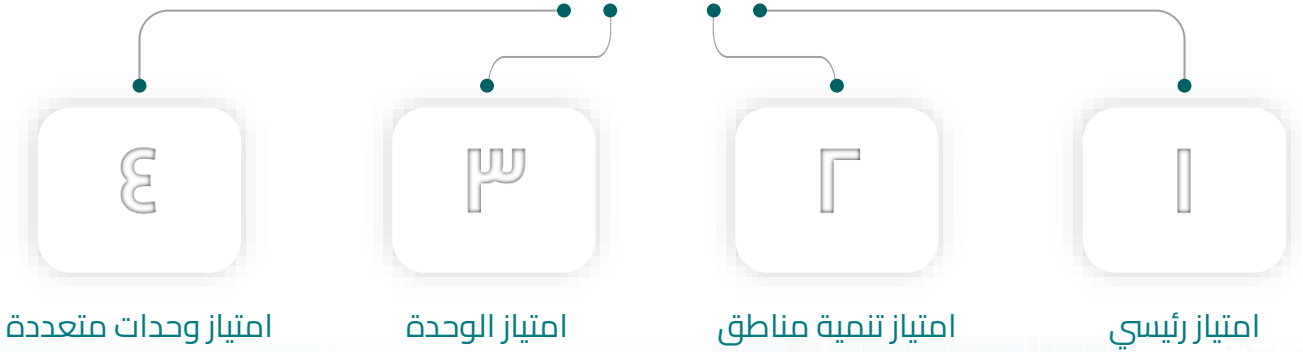 ١
٢
٣
٤
امتياز رئيسي
امتياز تنمية مناطق
امتياز الوحدة
امتياز وحدات متعددة